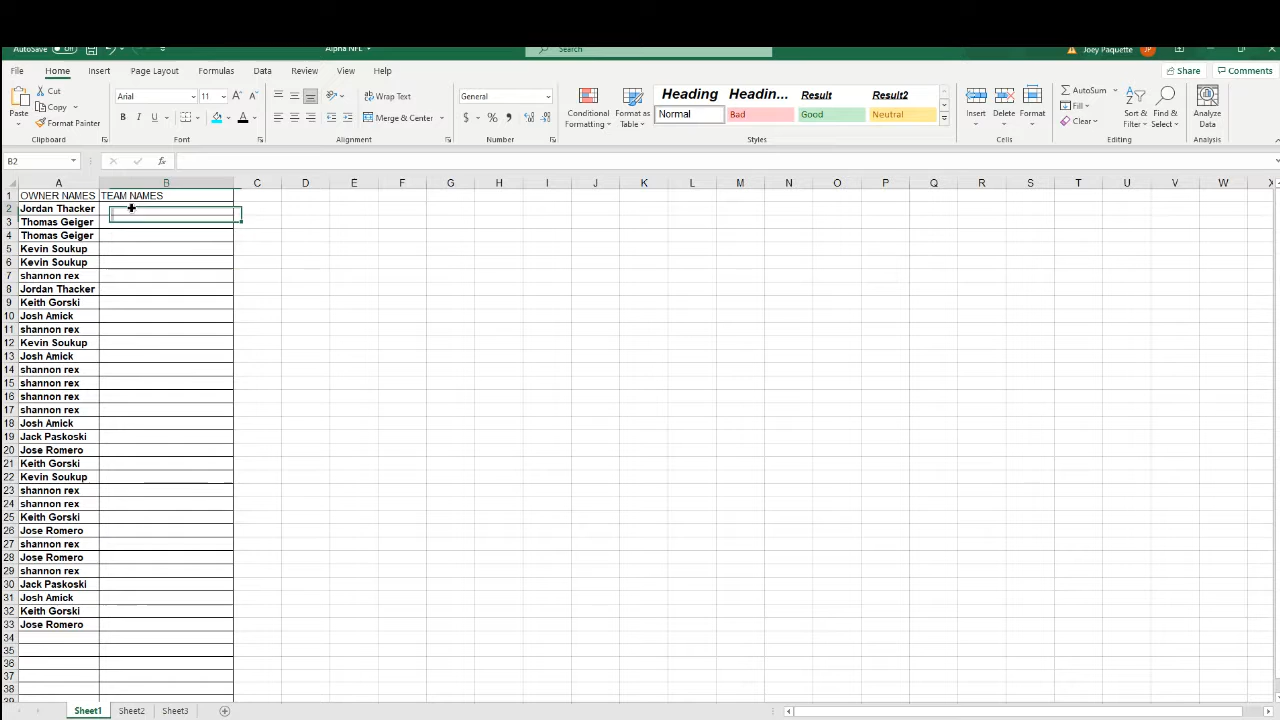 AutoSave Off Alpha NFL Search Joey Paquette JP
File Home Insert Page Layout Formulas Data Review View Help Share Comments
Paste Cut Copy Format Painter Clipboard
Arial 11 B I U A Font
Wrap Text Merge & Center Alignment
General $ % 9 Number
Conditional Formatting Format as Table
Heading Headin... Result Result2
Normal Bad Good Neutral Styles
Insert Delete Format Cells
AutoSum Fill Clear Sort & Filter Find & Select Editing
Analyze Data Analysis
B2 fx
A B C D E F G H I J K L M N O P Q R S T U V W X
1 OWNER NAMES TEAM NAMES
2 Jordan Thacker
3 Thomas Geiger
4 Thomas Geiger
5 Kevin Soukup
6 Kevin Soukup
7 shannon rex
8 Jordan Thacker
9 Keith Gorski
10 Josh Amick
11 shannon rex
12 Kevin Soukup
13 Josh Amick
14 shannon rex
15 shannon rex
16 shannon rex
17 shannon rex
18 Josh Amick
19 Jack Paskoski
20 Jose Romero
21 Keith Gorski
22 Kevin Soukup
23 shannon rex
24 shannon rex
25 Keith Gorski
26 Jose Romero
27 shannon rex
28 Jose Romero
29 shannon rex
30 Jack Paskoski
31 Josh Amick
32 Keith Gorski
33 Jose Romero
34
35
36
37
38
39
Sheet1 Sheet2 Sheet3